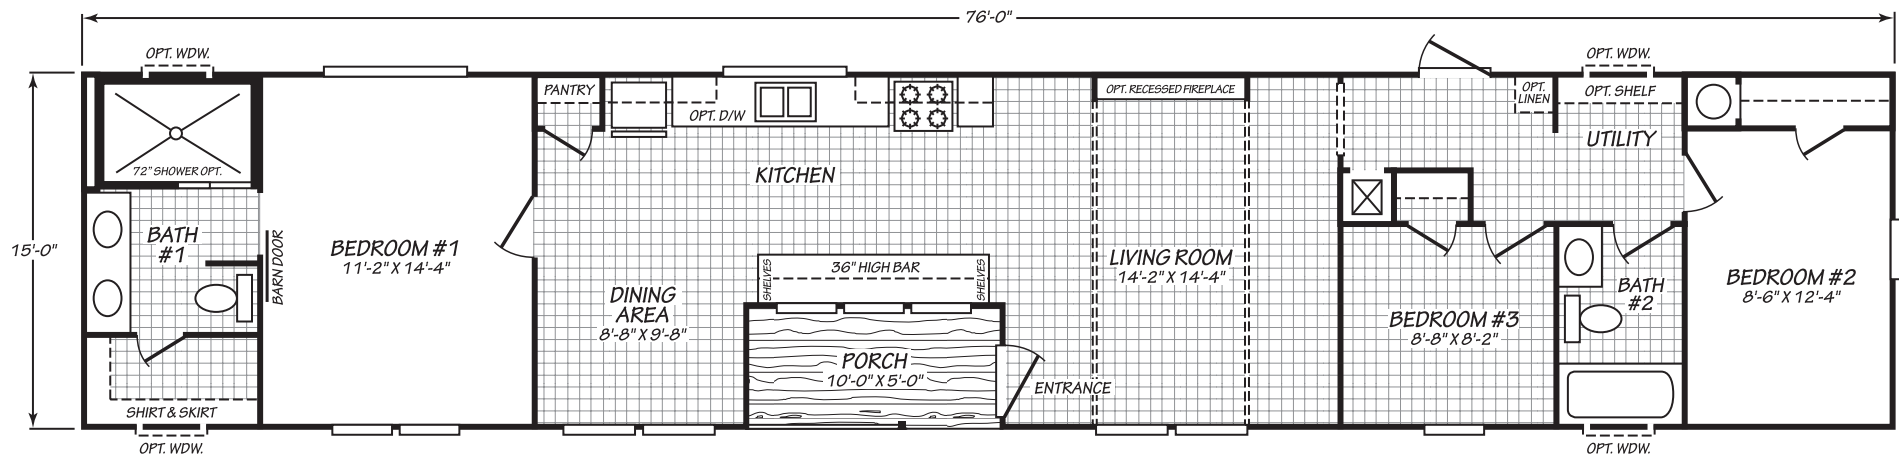 76'-0"
OPT. WDW.
OPT. WDW.
15'-0"
72" SHOWER OPT.
BATH
#1
BARN DOOR
SHIRT & SKIRT
OPT. WDW.
BEDROOM #1
11'-2" X 14'-4"
PANTRY
OPT. D/W
KITCHEN
DINING
AREA
8'-8" X 9'-8"
SHELVES
36" HIGH BAR
SHELVES
PORCH
10'-0" X 5'-0"
ENTRANCE
OPT. RECESSED FIREPLACE
LIVING ROOM
14'-2" X 14'-4"
OPT.
LINEN
OPT. SHELF
UTILITY
BEDROOM #3
8'-8" X 8'-2"
BATH
#2
OPT. WDW.
BEDROOM #2
8'-6" X 12'-4"